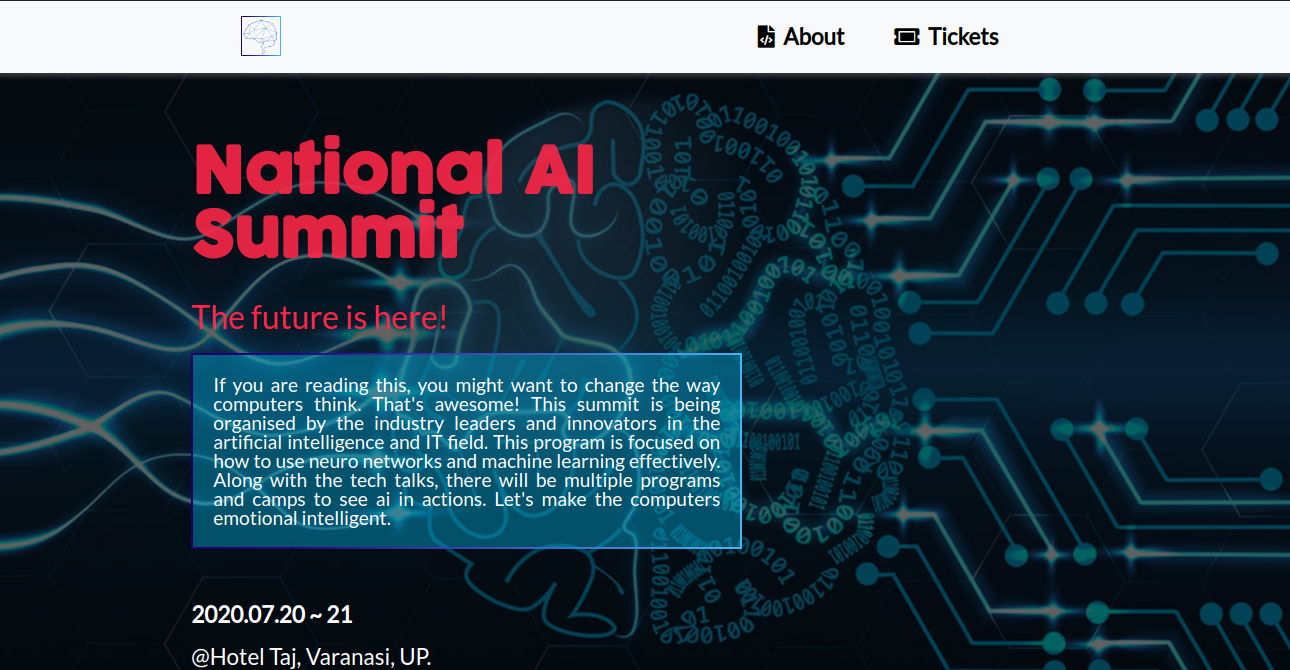 About
Tickets
National AI
Summit
The future is here!
If you are reading this, you might want to change the way
computers think. That's awesome! This summit is being
organised by the industry leaders and innovators in the
artificial intelligence and IT field. This program is focused on
how to use neuro networks and machine learning effectively.
Along with the tech talks, there will be multiple programs
and camps to see ai in actions. Let's make the computers
emotional intelligent.
2020.07.20 ~ 21
@Hotel Taj, Varanasi, UP.